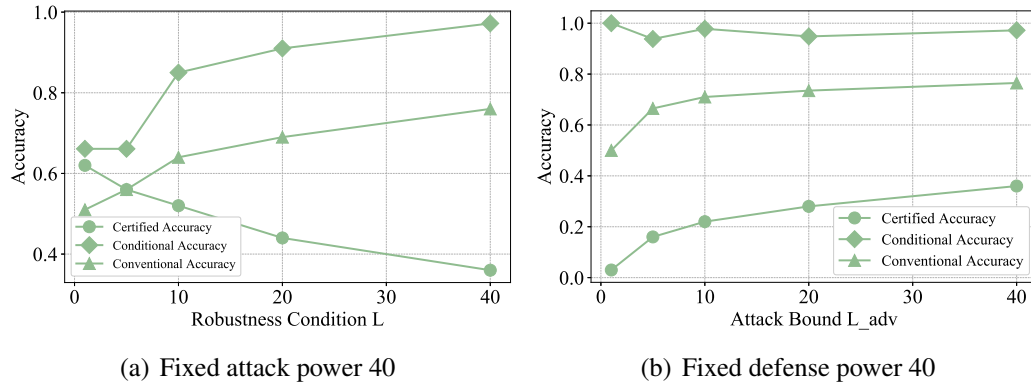 1.0
0.8
0.6
0.4
Accuracy
0
10
20
30
40
Robustness Condition L
Certified Accuracy
Conditional Accuracy
Conventional Accuracy
(a) Fixed attack power 40
1.0
0.8
0.6
0.4
0.2
0.0
Accuracy
0
10
20
30
40
Attack Bound L_adv
Certified Accuracy
Conditional Accuracy
Conventional Accuracy
(b) Fixed defense power 40